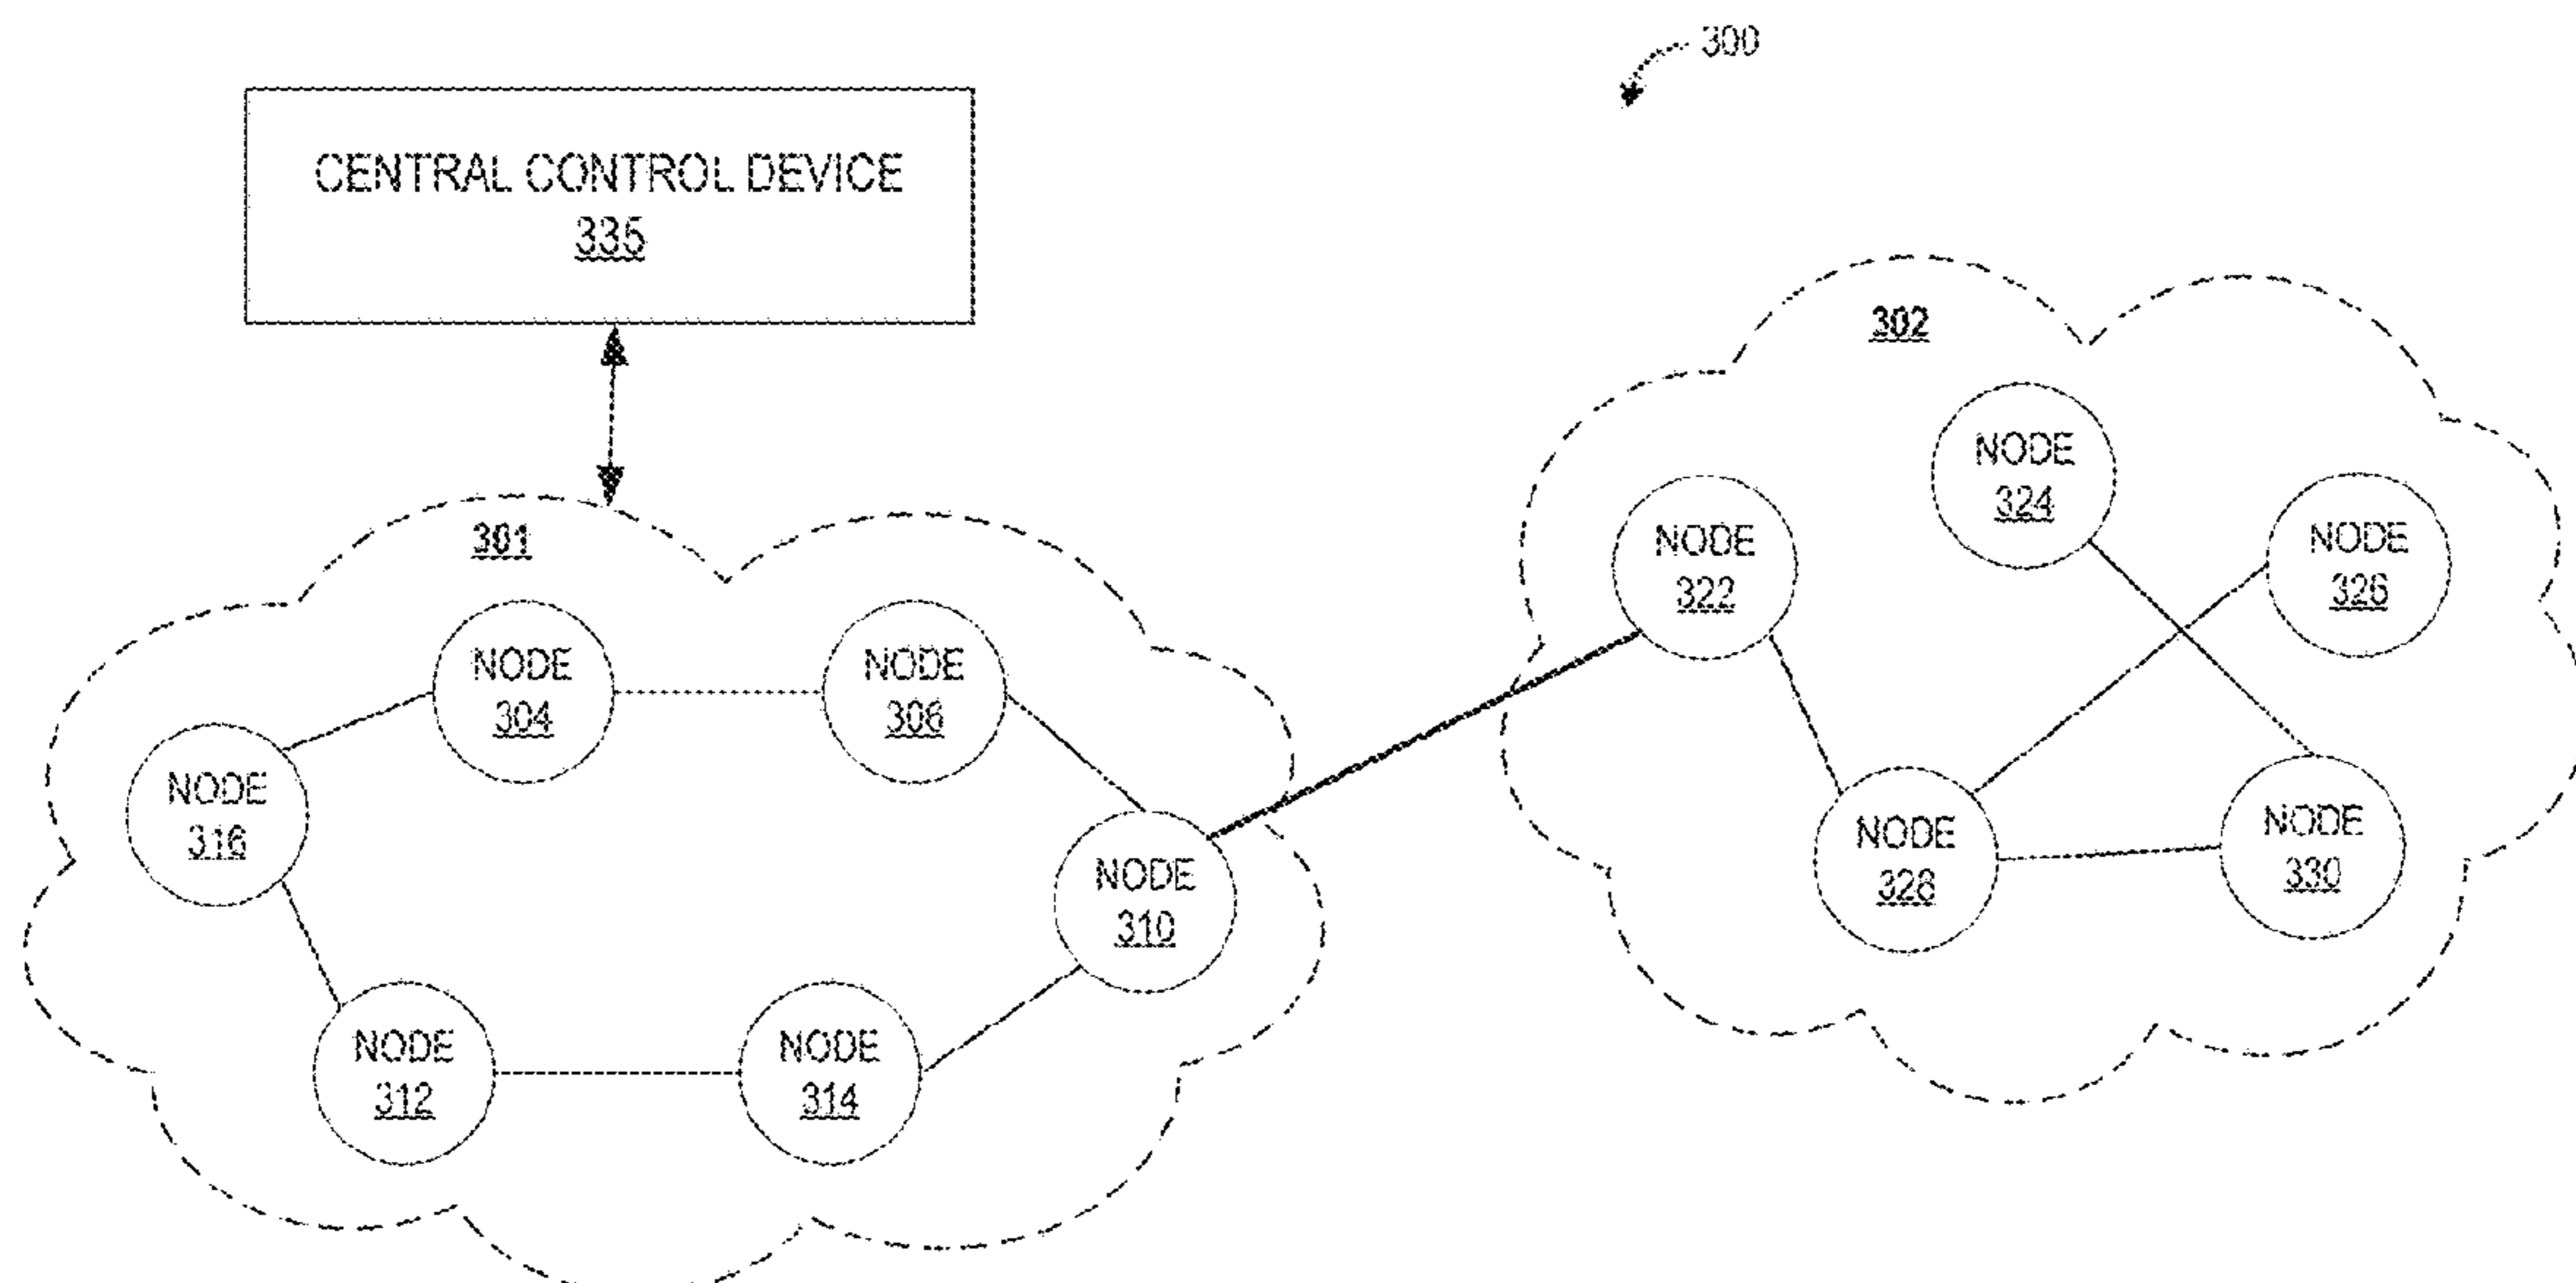 300
CENTRAL CONTROL DEVICE
335
302
NODE
324
NODE
322
NODE
326
301
NODE
304
NODE
306
NODE
316
NODE
310
NODE
328
NODE
330
NODE
312
NODE
314